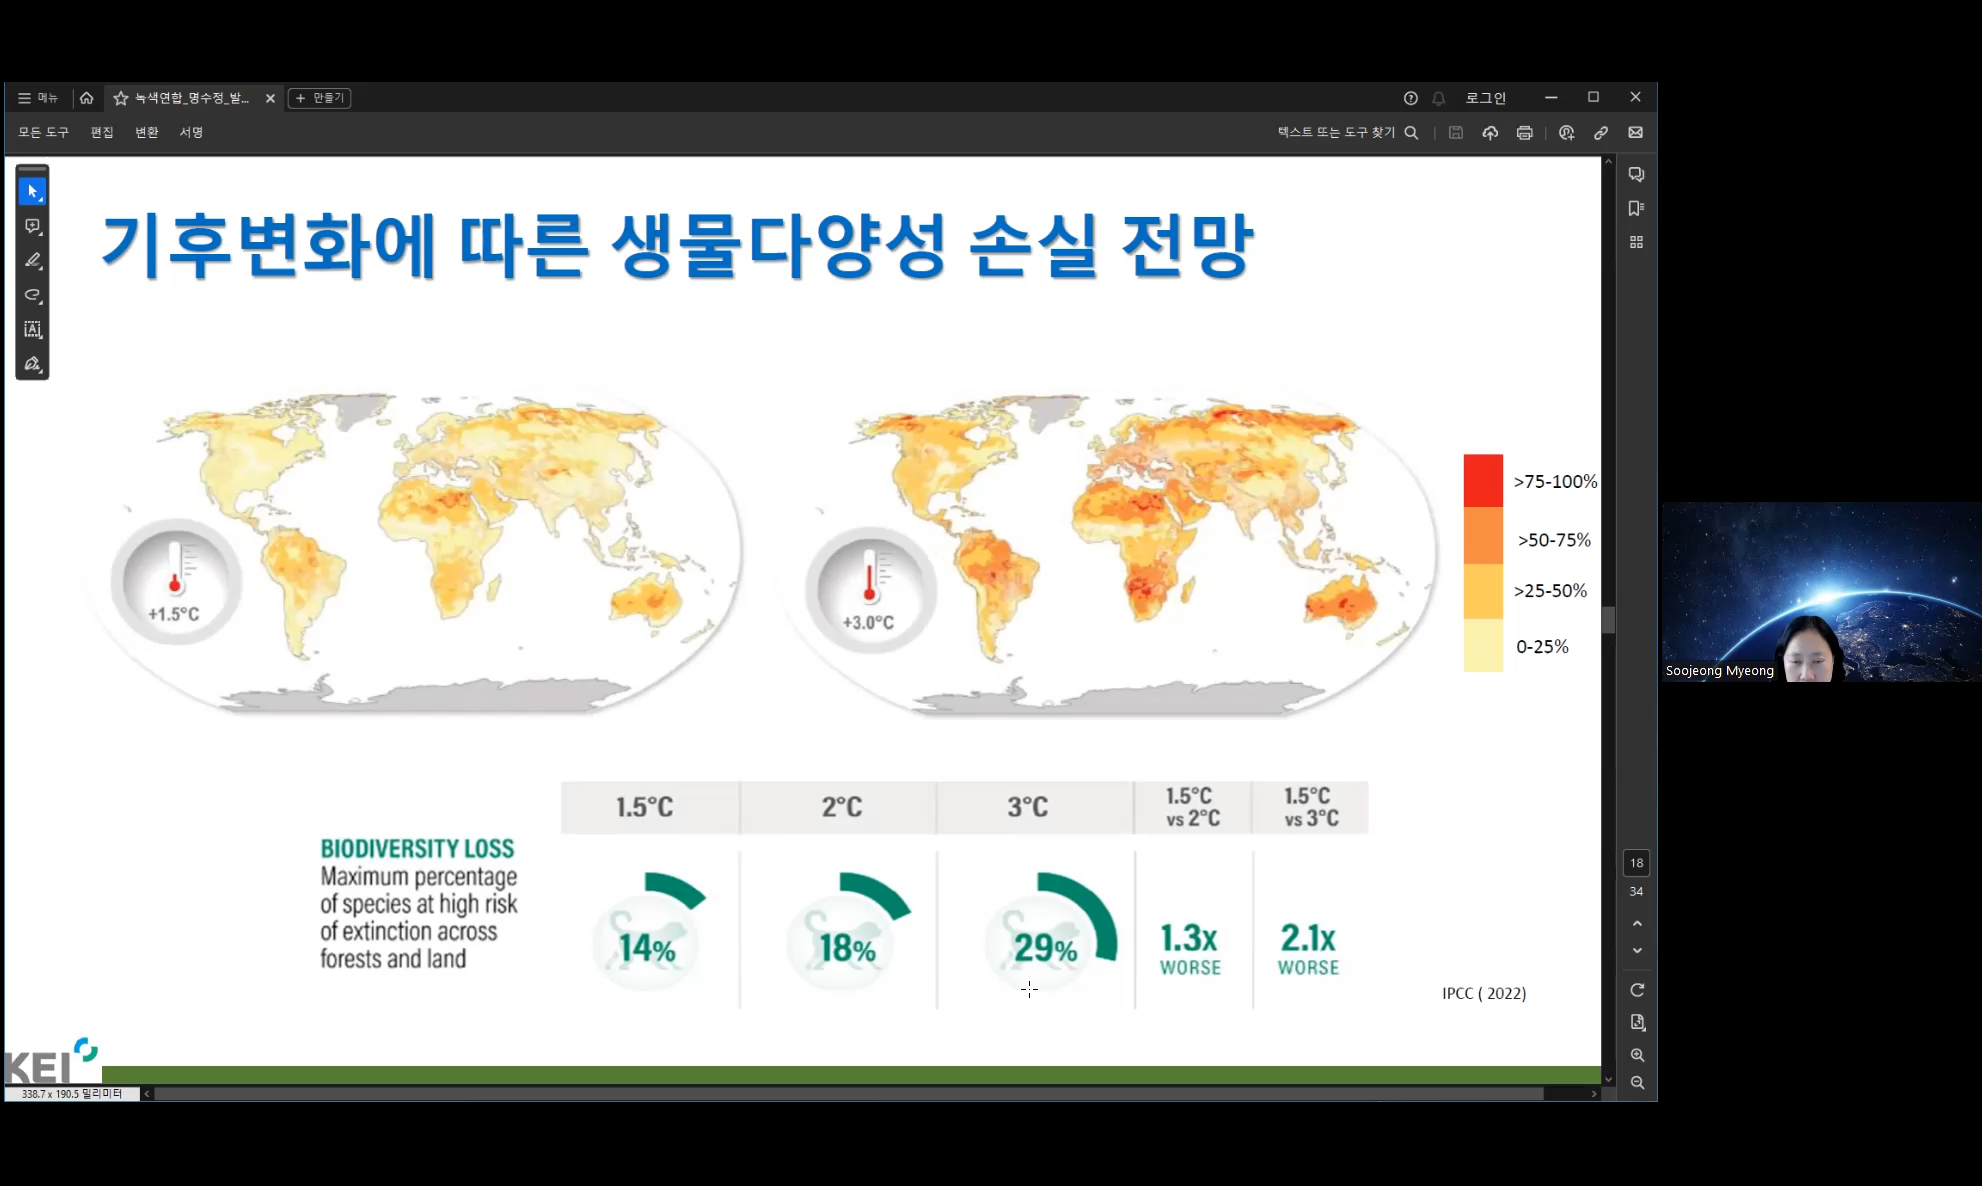 메뉴
녹색연합_명수정_발...
만들기
로그인
모든 도구 편집 변환 서명
텍스트 또는 도구 찾기
기후변화에 따른 생물다양성 손실 전망
+1.5°C
+3.0°C
>75-100%
>50-75%
>25-50%
0-25%
Soojeong Myeong
1.5°C
2°C
3°C
1.5°C
vs 2°C
1.5°C
vs 3°C
BIODIVERSITY LOSS
Maximum percentage
of species at high risk
of extinction across
forests and land
14%
18%
29%
1.3x
WORSE
2.1x
WORSE
IPCC ( 2022)
18
34
KEI
338.7 x 190.5 밀리미터